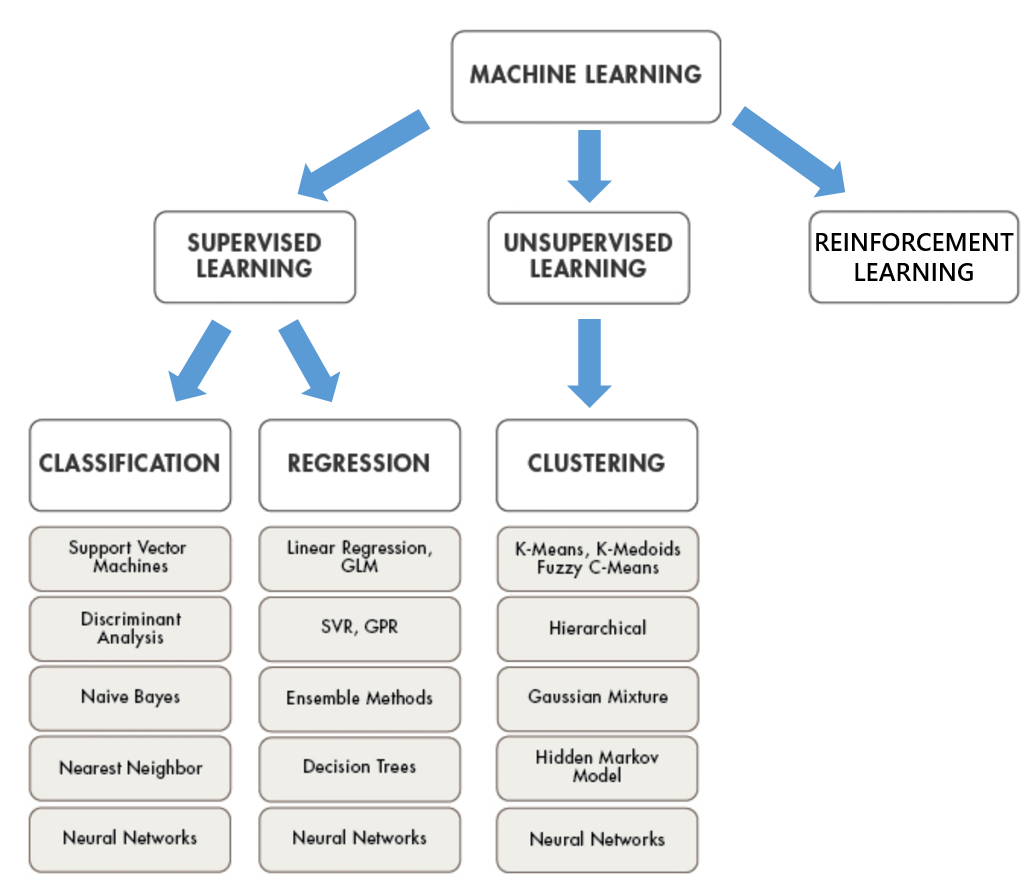 MACHINE LEARNING
SUPERVISED
LEARNING
UNSUPERVISED
LEARNING
REINFORCEMENT
LEARNING
CLASSIFICATION
REGRESSION
CLUSTERING
Support Vector
Machines
Discriminant
Analysis
Naive Bayes
Nearest Neighbor
Neural Networks
Linear Regression,
GLM
SVR, GPR
Ensemble Methods
Decision Trees
Neural Networks
K-Means, K-Medoids
Fuzzy C-Means
Hierarchical
Gaussian Mixture
Hidden Markov
Model
Neural Networks